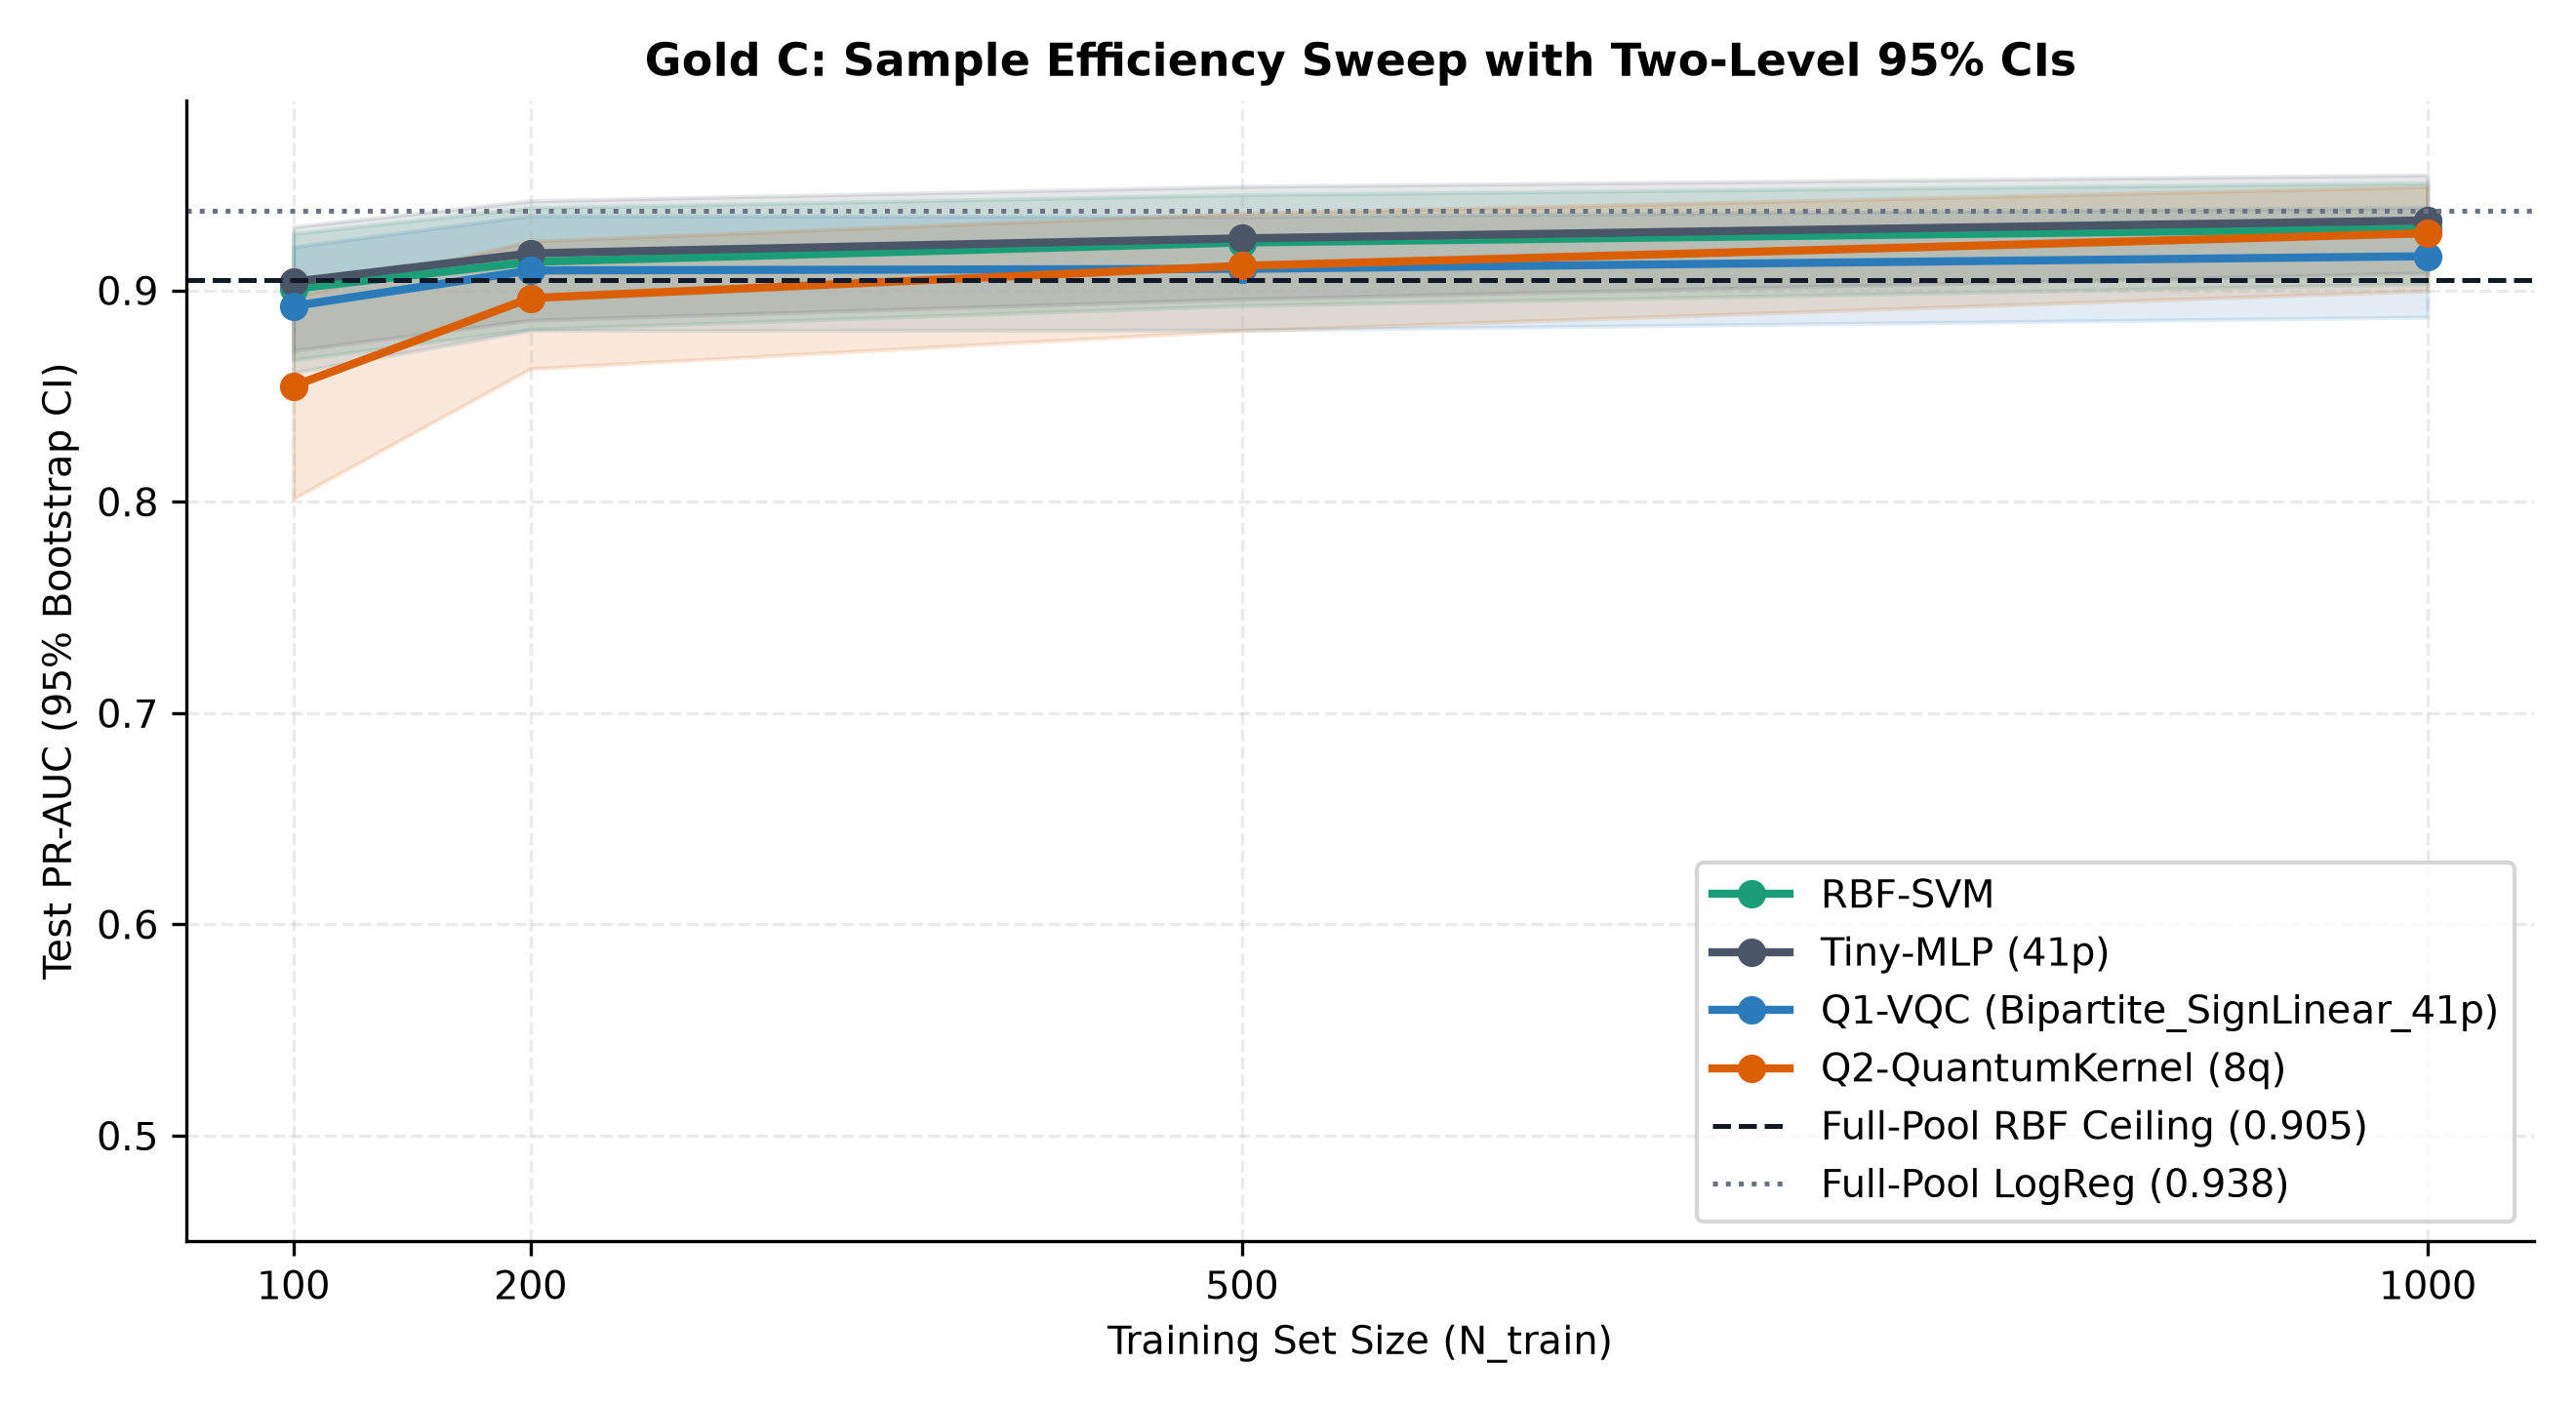 Gold C: Sample Efficiency Sweep with Two-Level 95% CIs
Test PR-AUC (95% Bootstrap CI)
0.9
0.8
0.7
0.6
0.5
RBF-SVM
Tiny-MLP (41p)
Q1-VQC (Bipartite_SignLinear_41p)
Q2-QuantumKernel (8q)
Full-Pool RBF Ceiling (0.905)
Full-Pool LogReg (0.938)
100
200
500
1000
Training Set Size (N_train)